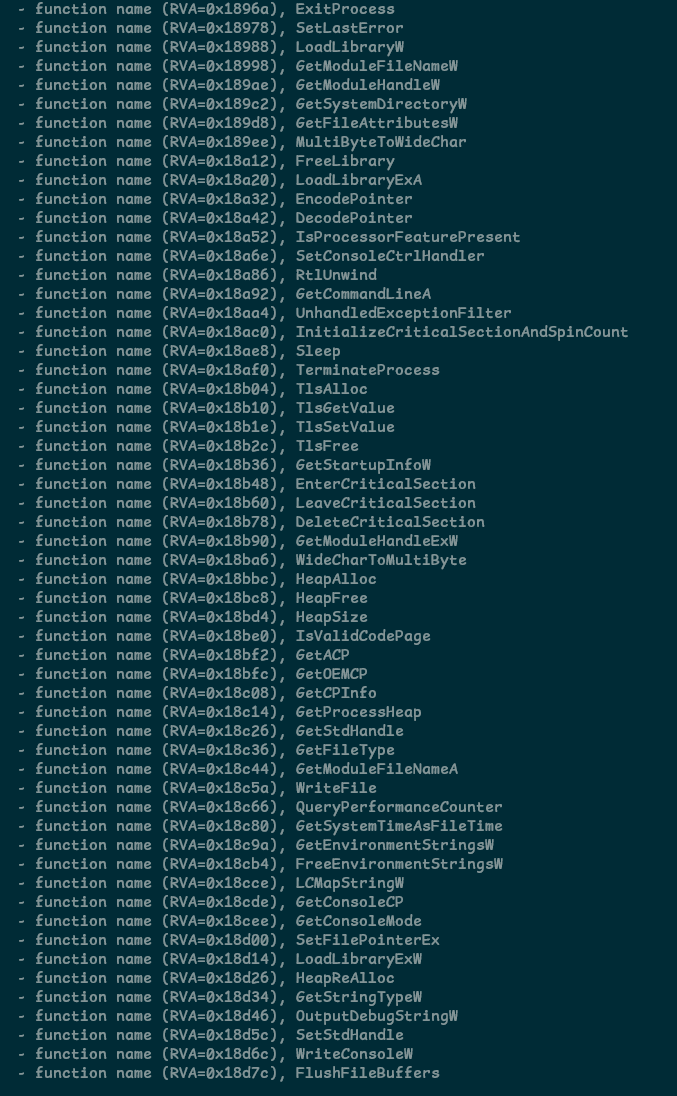 - function name (RVA=0x1896a), ExitProcess
- function name (RVA=0x18978), SetLastError
- function name (RVA=0x18988), LoadLibraryW
- function name (RVA=0x18998), GetModuleFileNameW
- function name (RVA=0x189ae), GetModuleHandleW
- function name (RVA=0x189c2), GetSystemDirectoryW
- function name (RVA=0x189d8), GetFileAttributesW
- function name (RVA=0x189ee), MultiByteToWideChar
- function name (RVA=0x18a12), FreeLibrary
- function name (RVA=0x18a20), LoadLibraryExA
- function name (RVA=0x18a32), EncodePointer
- function name (RVA=0x18a42), DecodePointer
- function name (RVA=0x18a52), IsProcessorFeaturePresent
- function name (RVA=0x18a6e), SetConsoleCtrlHandler
- function name (RVA=0x18a86), RtlUnwind
- function name (RVA=0x18a92), GetCommandLineA
- function name (RVA=0x18aa4), UnhandledExceptionFilter
- function name (RVA=0x18ac0), InitializeCriticalSectionAndSpinCount
- function name (RVA=0x18ae8), Sleep
- function name (RVA=0x18af0), TerminateProcess
- function name (RVA=0x18b04), TlsAlloc
- function name (RVA=0x18b10), TlsGetValue
- function name (RVA=0x18b1e), TlsSetValue
- function name (RVA=0x18b2c), TlsFree
- function name (RVA=0x18b36), GetStartupInfoW
- function name (RVA=0x18b48), EnterCriticalSection
- function name (RVA=0x18b60), LeaveCriticalSection
- function name (RVA=0x18b78), DeleteCriticalSection
- function name (RVA=0x18b90), GetModuleHandleExW
- function name (RVA=0x18ba6), WideCharToMultiByte
- function name (RVA=0x18bbc), HeapAlloc
- function name (RVA=0x18bc8), HeapFree
- function name (RVA=0x18bd4), HeapSize
- function name (RVA=0x18be0), IsValidCodePage
- function name (RVA=0x18bf2), GetACP
- function name (RVA=0x18bfc), GetOEMCP
- function name (RVA=0x18c08), GetCPInfo
- function name (RVA=0x18c14), GetProcessHeap
- function name (RVA=0x18c26), GetStdHandle
- function name (RVA=0x18c36), GetFileType
- function name (RVA=0x18c44), GetModuleFileNameA
- function name (RVA=0x18c5a), WriteFile
- function name (RVA=0x18c66), QueryPerformanceCounter
- function name (RVA=0x18c80), GetSystemTimeAsFileTime
- function name (RVA=0x18c9a), GetEnvironmentStringsW
- function name (RVA=0x18cb4), FreeEnvironmentStringsW
- function name (RVA=0x18cce), LCMapStringW
- function name (RVA=0x18cde), GetConsoleCP
- function name (RVA=0x18cee), GetConsoleMode
- function name (RVA=0x18d00), SetFilePointerEx
- function name (RVA=0x18d14), LoadLibraryExW
- function name (RVA=0x18d26), HeapReAlloc
- function name (RVA=0x18d34), GetStringTypeW
- function name (RVA=0x18d46), OutputDebugStringW
- function name (RVA=0x18d5c), SetStdHandle
- function name (RVA=0x18d6c), WriteConsoleW
- function name (RVA=0x18d7c), FlushFileBuffers